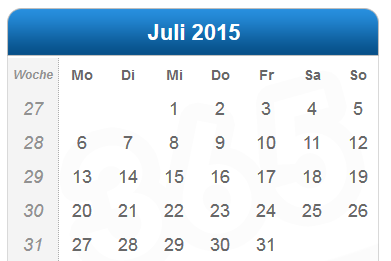 Juli 2015
Woche Mo Di Mi Do Fr Sa So
27 1 2 3 4 5
28 6 7 8 9 10 11 12
29 13 14 15 16 17 18 19
30 20 21 22 23 24 25 26
31 27 28 29 30 31